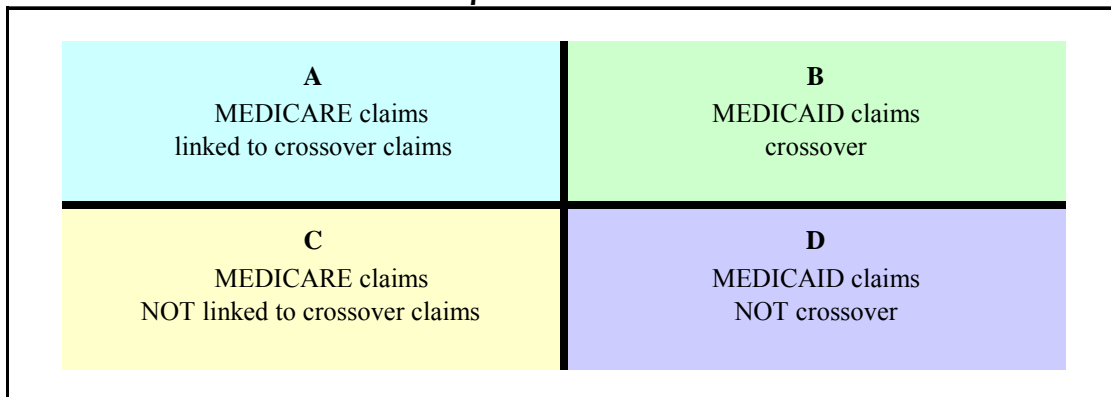 A
MEDICARE claims
linked to crossover claims
B
MEDICAID claims
crossover
C
MEDICARE claims
NOT linked to crossover claims
D
MEDICAID claims
NOT crossover